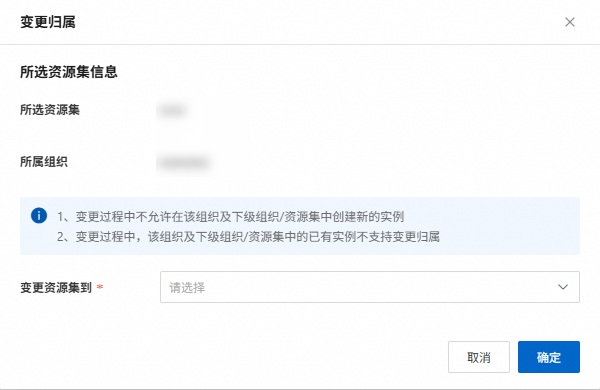 变更归属
所选资源集信息
所选资源集
所属组织
1、变更过程中不允许在该组织及下级组织/资源集中创建新的实例
2、变更过程中，该组织及下级组织/资源集中的已有实例不支持变更归属
变更资源集到 *
请选择
取消
确定